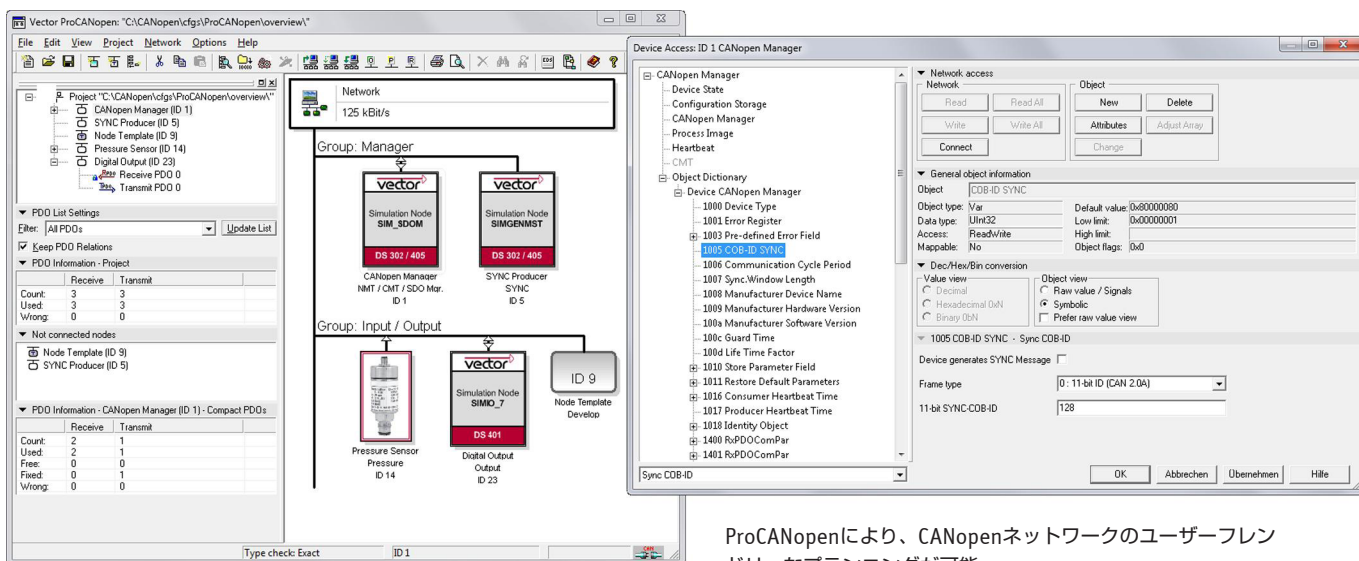 Vector ProCANopen: "C:\CANopen\cfgs\ProCANopen\overview\"
File Edit View Project Network Options Help
Project "C:\CANopen\cfgs\ProCANopen\overview\"
CANopen Manager (ID 1)
SYNC Producer (ID 5)
Node Template (ID 9)
Pressure Sensor (ID 14)
Digital Output (ID 23)
Receive PDO 0
Transmit PDO 0
PDO List Settings
Filter: All PDOs Update List
Keep PDO Relations
PDO Information - Project
Receive Transmit
Count: 3 3
Used: 3 3
Wrong: 0 0
Not connected nodes
Node Template (ID 9)
SYNC Producer (ID 5)
PDO Information - CANopen Manager (ID 1) - Compact PDOs
Receive Transmit
Count: 2 1
Used: 2 1
Free: 0 0
Fixed: 0 1
Wrong: 0 0
Network
125 kBit/s
Group: Manager
vector
Simulation Node
SIM_SDOM
DS 302 / 405
CANopen Manager
NMT / CMT / SDO Mgr.
ID 1
vector
Simulation Node
SIMGENMST
DS 302 / 405
SYNC Producer
SYNC
ID 5
Group: Input / Output
Pressure Sensor
Pressure
ID 14
vector
Simulation Node
SIMIO_7
DS 401
Digital Output
Output
ID 23
ID 9
Node Template
Develop
Type check: Exact ID 1
Device Access: ID 1 CANopen Manager
CANopen Manager
Device State
Configuration Storage
CANopen Manager
Process Image
Heartbeat
CMT
Object Dictionary
Device CANopen Manager
1000 Device Type
1001 Error Register
1003 Pre-defined Error Field
1005 COB-ID SYNC
1006 Communication Cycle Period
1007 Sync.Window Length
1008 Manufacturer Device Name
1009 Manufacturer Hardware Version
100a Manufacturer Software Version
100c Guard Time
100d Life Time Factor
1010 Store Parameter Field
1011 Restore Default Parameters
1016 Consumer Heartbeat Time
1017 Producer Heartbeat Time
1018 Identity Object
1400 RxPDOComPar
1401 RxPDOComPar
Sync COB-ID
Network access
Network Object
Read Read All New Delete
Write Write All Attributes Adjust Array
Connect Change
General object information
Object COB-ID SYNC
Object type: Var Default value: 0x80000080
Data type: UInt32 Low limit: 0x00000001
Access: ReadWrite High limit:
Mappable: No Object flags: 0x0
Dec/Hex/Bin conversion
Value view Object view
Decimal Raw value / Signals
Hexadecimal 0xN Symbolic
Binary 0bN Prefer raw value view
1005 COB-ID SYNC - Sync COB-ID
Device generates SYNC Message
Frame type 0 : 11-bit ID (CAN 2.0A)
11-bit SYNC-COB-ID 128
OK Abbrechen Übernehmen Hilfe
ProCANopenにより、CANopenネットワークのユーザーフレン